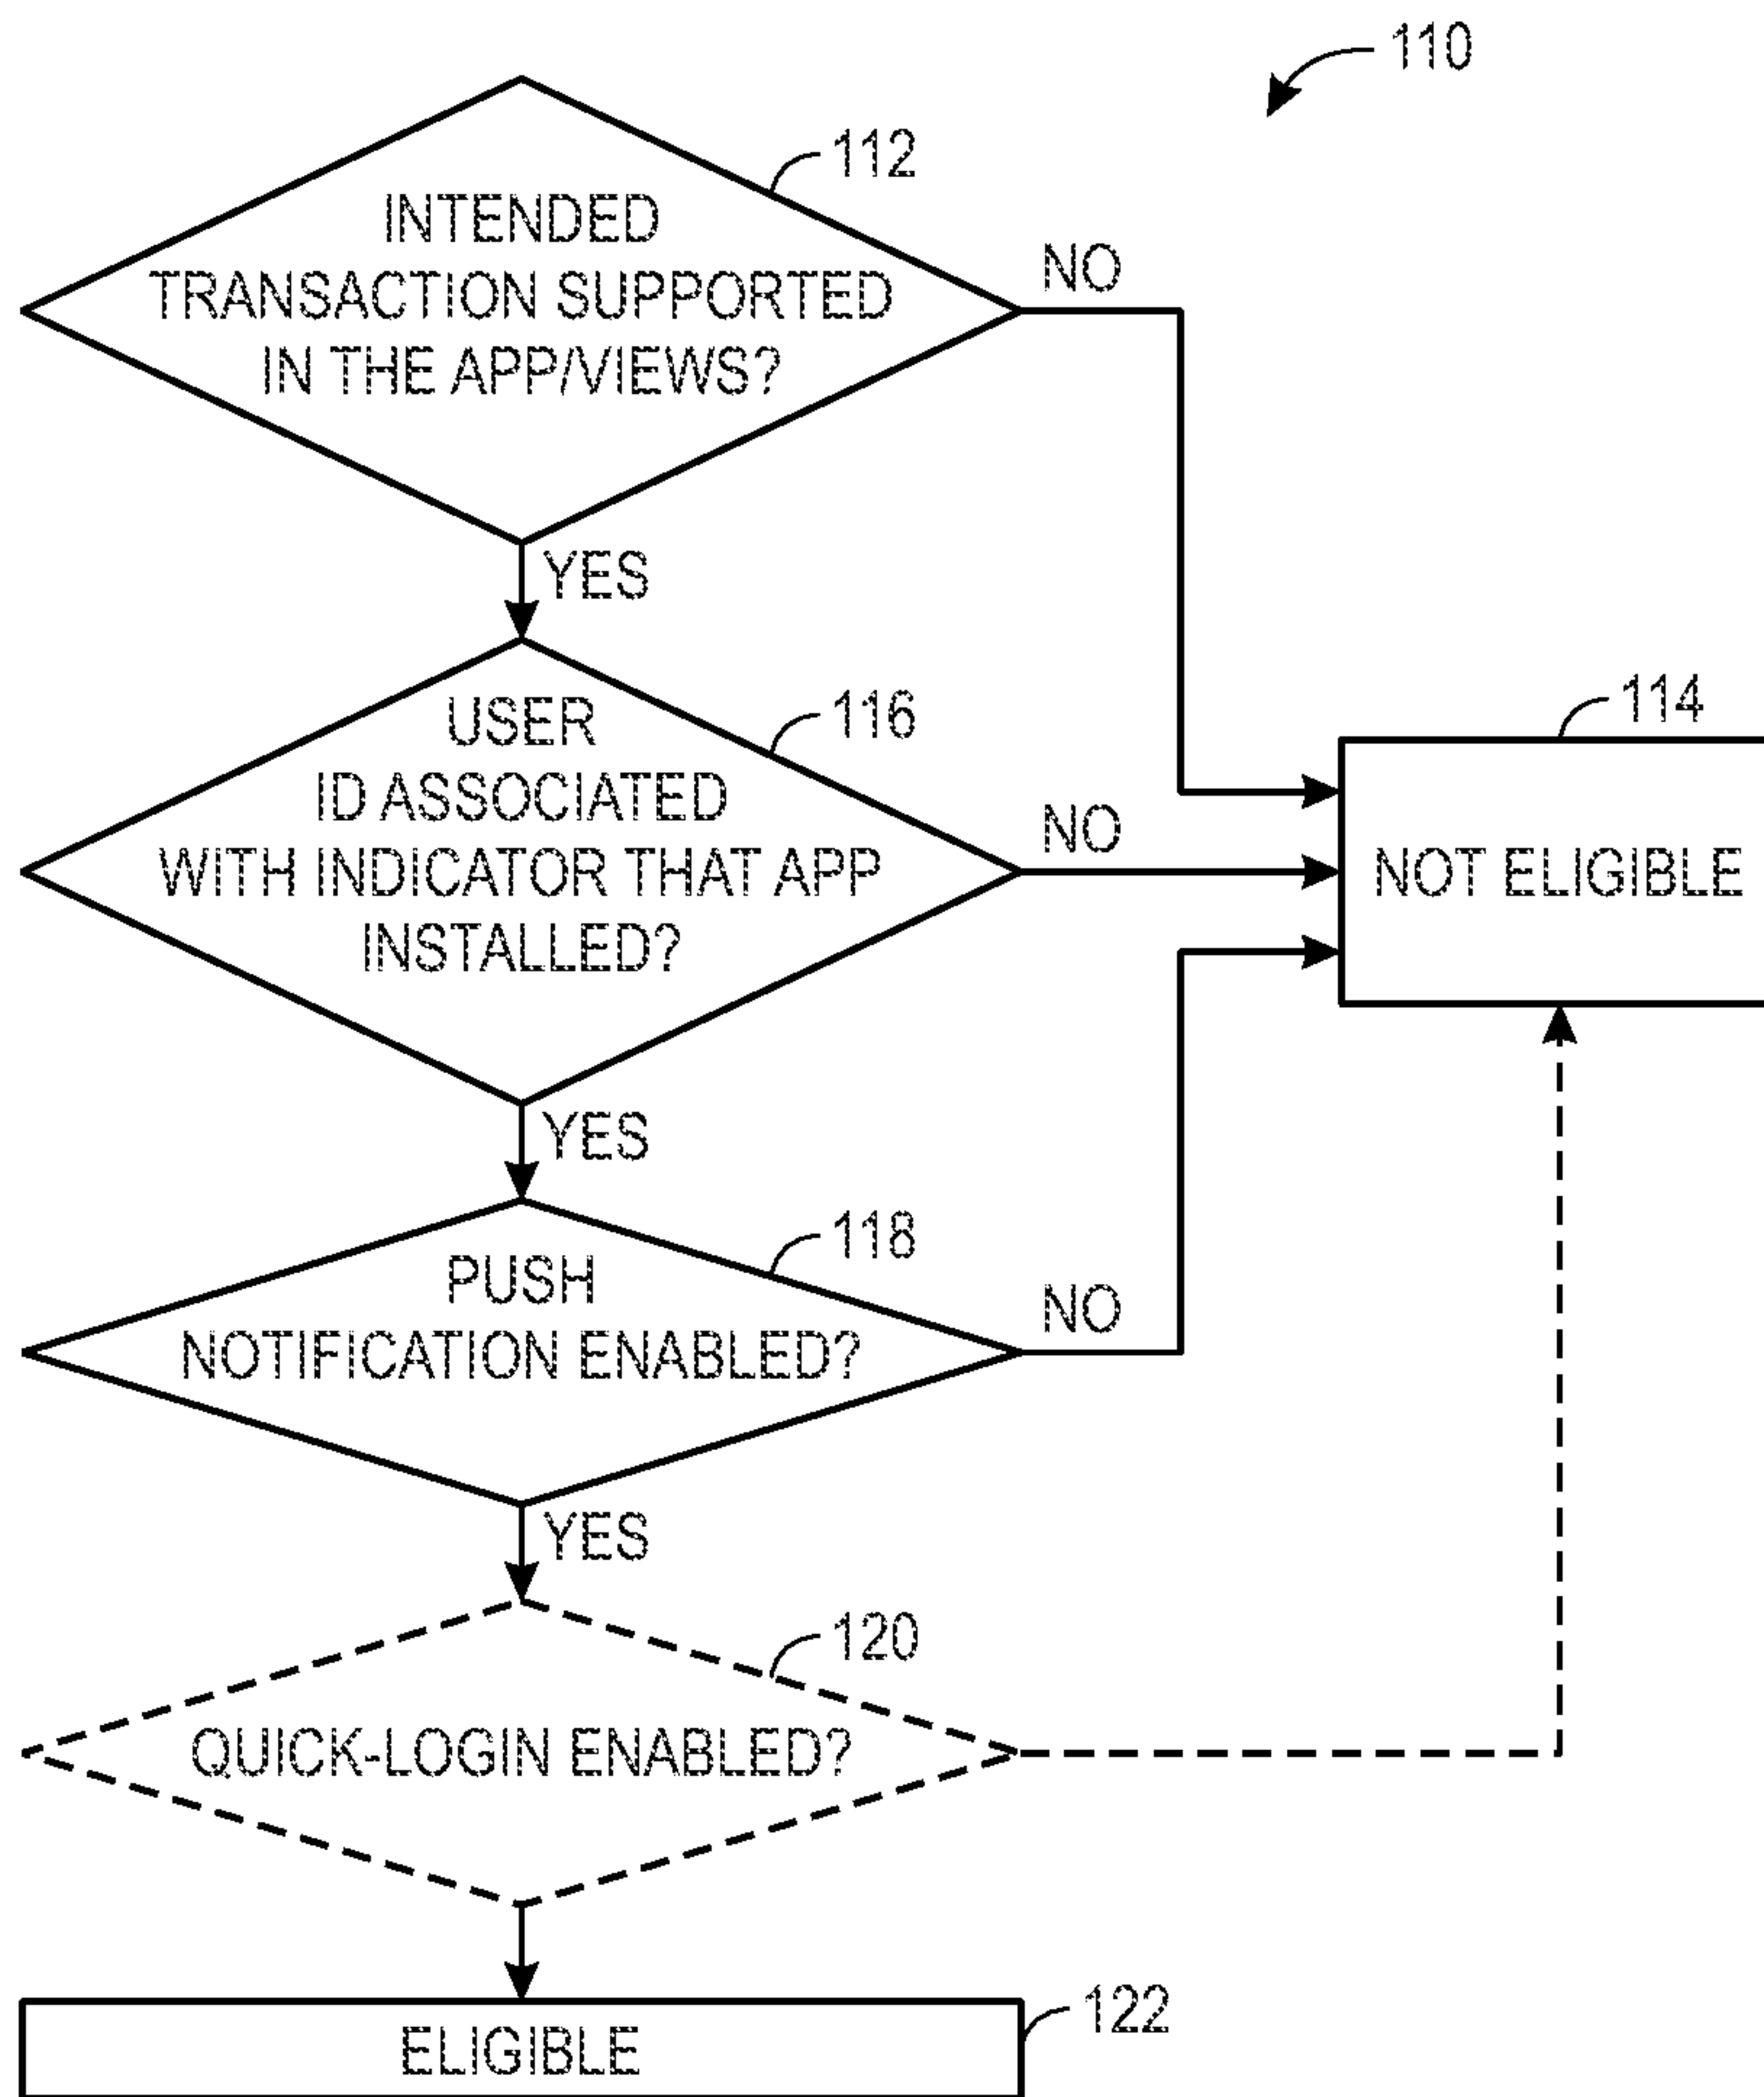 110
112
INTENDED
TRANSACTION SUPPORTED
IN THE APP/VIEWS?
NO
YES
116
USER
ID ASSOCIATED
WITH INDICATOR THAT APP
INSTALLED?
NO
114
NOT ELIGIBLE
YES
118
PUSH
NOTIFICATION ENABLED?
NO
YES
120
QUICK-LOGIN ENABLED?
ELIGIBLE
122